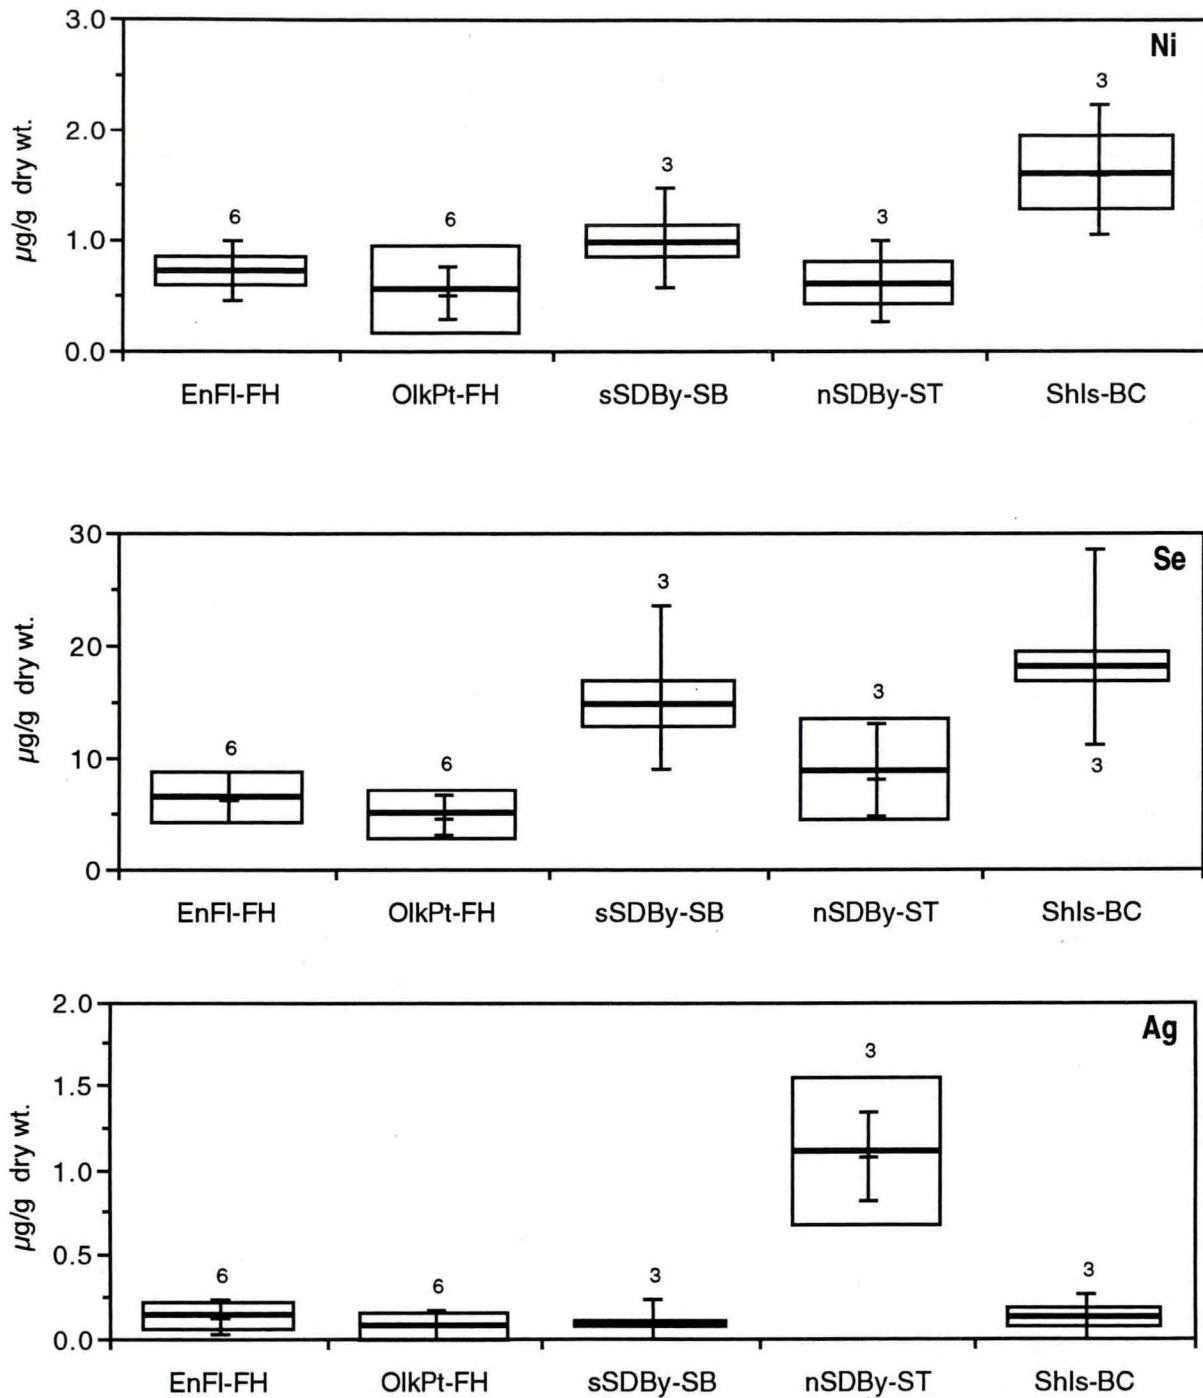 3.0
Ni
3
2.0
µg/g dry wt.
3
6
6
3
1.0
0.0
EnFl-FH
OlkPt-FH
sSDBy-SB
nSDBy-ST
ShIs-BC
30
Se
3
20
µg/g dry wt.
3
6
6
3
10
0
EnFl-FH
OlkPt-FH
sSDBy-SB
nSDBy-ST
ShIs-BC
2.0
Ag
3
1.5
µg/g dry wt.
1.0
0.5
6
6
3
3
0.0
EnFl-FH
OlkPt-FH
sSDBy-SB
nSDBy-ST
ShIs-BC